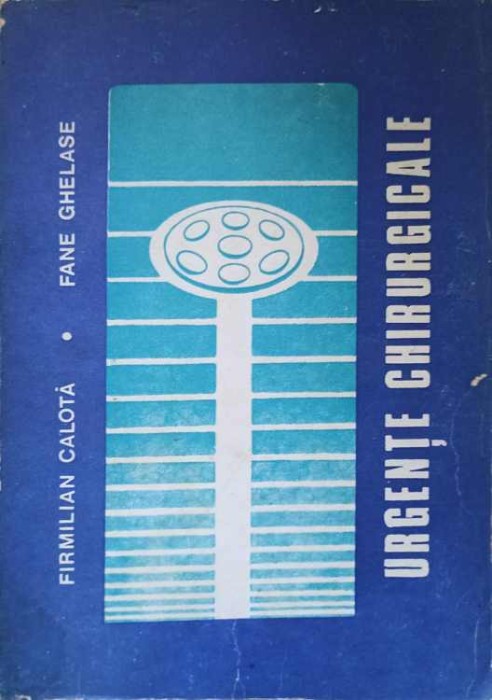 FIRMILIAN CALOTĂ • FANE GHELASE
URGENȚE CHIRURGICALE